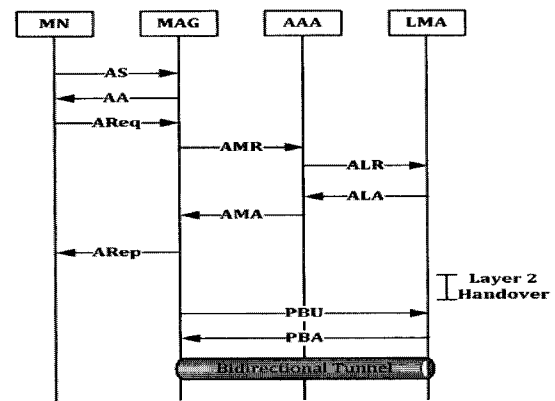 MN MAG AAA LMA
AS
AA
AReq
AMR
ALR
ALA
AMA
ARep
Layer 2
Handover
PBU
PBA
Bidirectional Tunnel